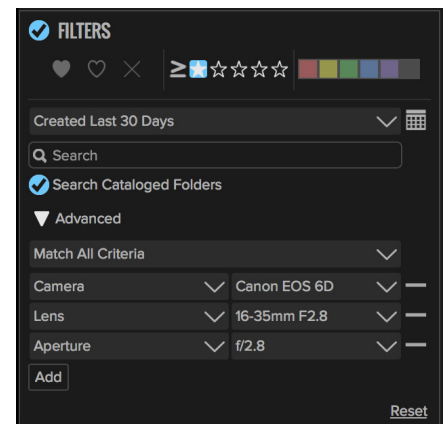 FILTERS
≥
Created Last 30 Days
Search
Search Cataloged Folders
Advanced
Match All Criteria
Camera Canon EOS 6D
Lens 16-35mm F2.8
Aperture f/2.8
Add
Reset